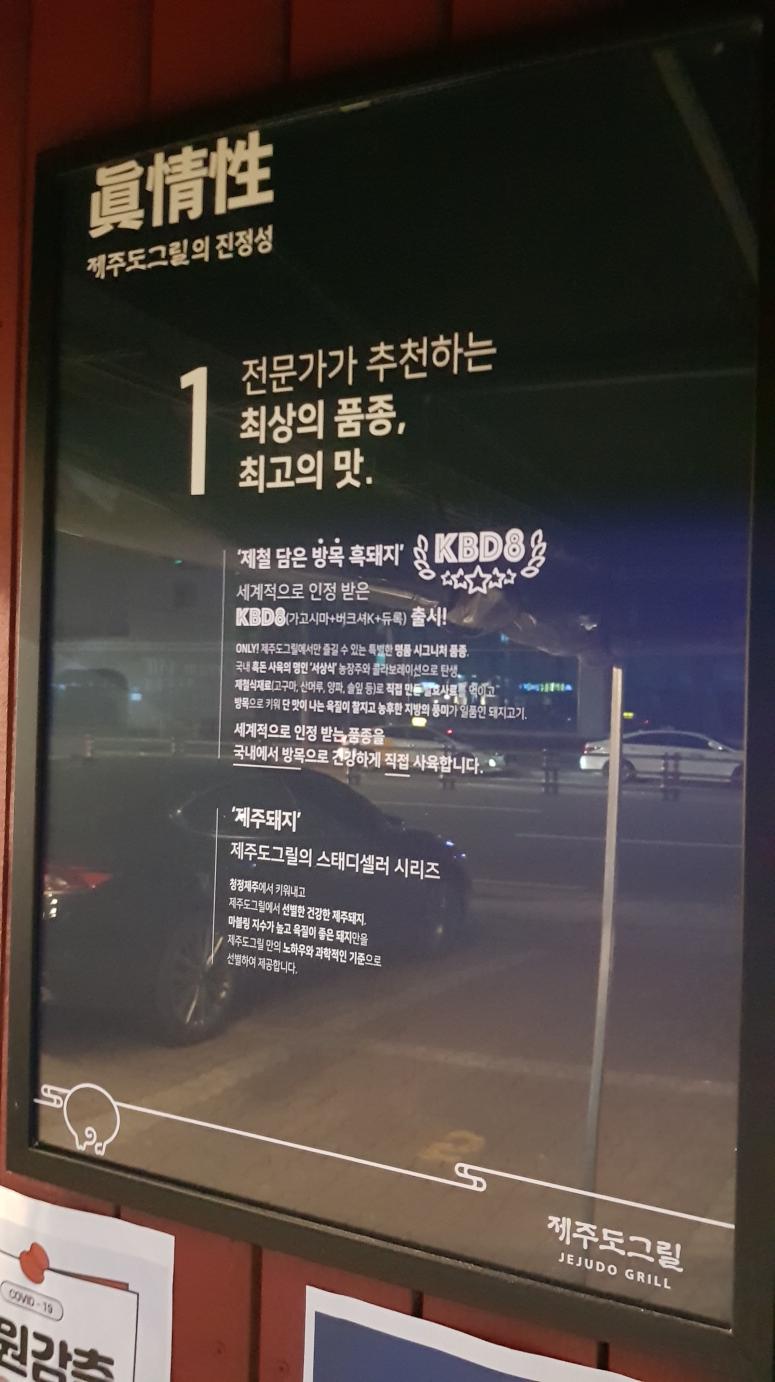 眞情性
제주도그릴의 진정성
1
전문가가 추천하는
최상의 품종,
최고의 맛.
'제철 담은 방목 흑돼지'
KBD8
세계적으로 인정 받은
KBD8(가고시마+버크셔K+듀록) 출시!
ONLY! 제주도그릴에서만 즐길 수 있는 특별한 명품 시그니처 품종.
국내 흑돈 사육의 명인 '서상식' 농장주와 콜라보레이션으로 탄생.
제철식재료(고구마, 산머루, 양파, 솔잎 등)로 직접 만든 발효사료를 먹이고
방목으로 키워 단 맛이 나는 육질이 찰지고 농후한 지방의 풍미가 일품인 돼지고기.
세계적으로 인정 받는 품종을
국내에서 방목으로 건강하게 직접 사육합니다.
'제주돼지'
제주도그릴의 스태디셀러 시리즈
청정제주에서 키워내고
제주도그릴에서 선별한 건강한 제주돼지.
마블링 지수가 높고 육질이 좋은 돼지만을
제주도그릴 만의 노하우와 과학적인 기준으로
선별하여 제공합니다.
제주도그릴
JEJUDO GRILL
COVID-19